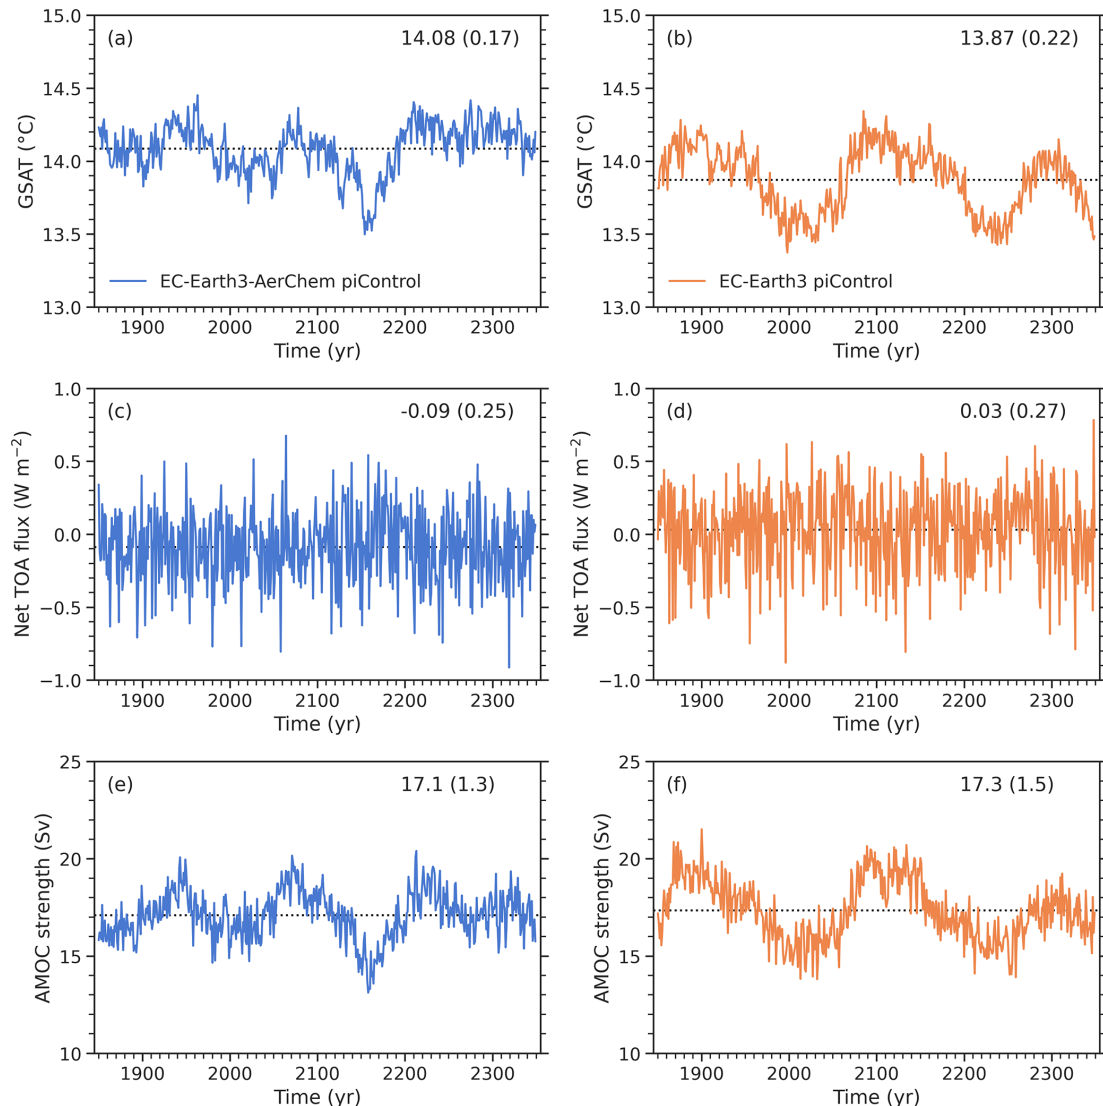 (a) 14.08 (0.17)
GSAT (°C)
15.0
14.5
14.0
13.5
13.0
EC-Earth3-AerChem piControl
1900 2000 2100 2200 2300
Time (yr)
(b) 13.87 (0.22)
GSAT (°C)
15.0
14.5
14.0
13.5
13.0
EC-Earth3 piControl
1900 2000 2100 2200 2300
Time (yr)
(c) -0.09 (0.25)
Net TOA flux (W m⁻²)
1.0
0.5
0.0
−0.5
−1.0
1900 2000 2100 2200 2300
Time (yr)
(d) 0.03 (0.27)
Net TOA flux (W m⁻²)
1.0
0.5
0.0
−0.5
−1.0
1900 2000 2100 2200 2300
Time (yr)
(e) 17.1 (1.3)
AMOC strength (Sv)
25
20
15
10
1900 2000 2100 2200 2300
Time (yr)
(f) 17.3 (1.5)
AMOC strength (Sv)
25
20
15
10
1900 2000 2100 2200 2300
Time (yr)